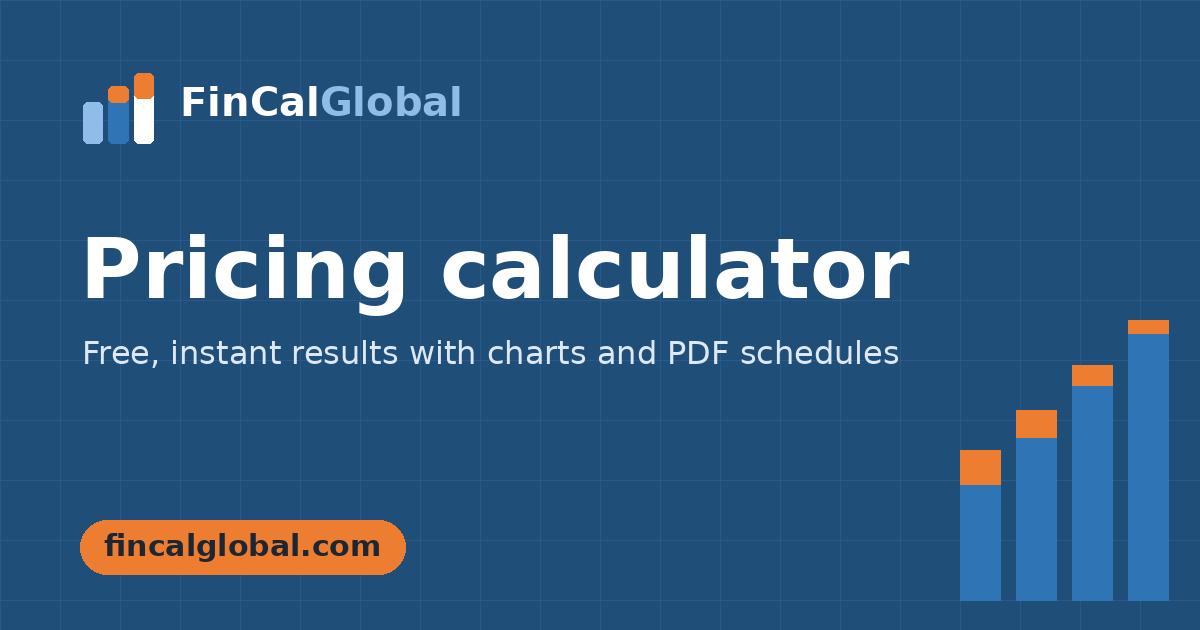 FinCalGlobal
Pricing calculator
Free, instant results with charts and PDF schedules
fincalglobal.com